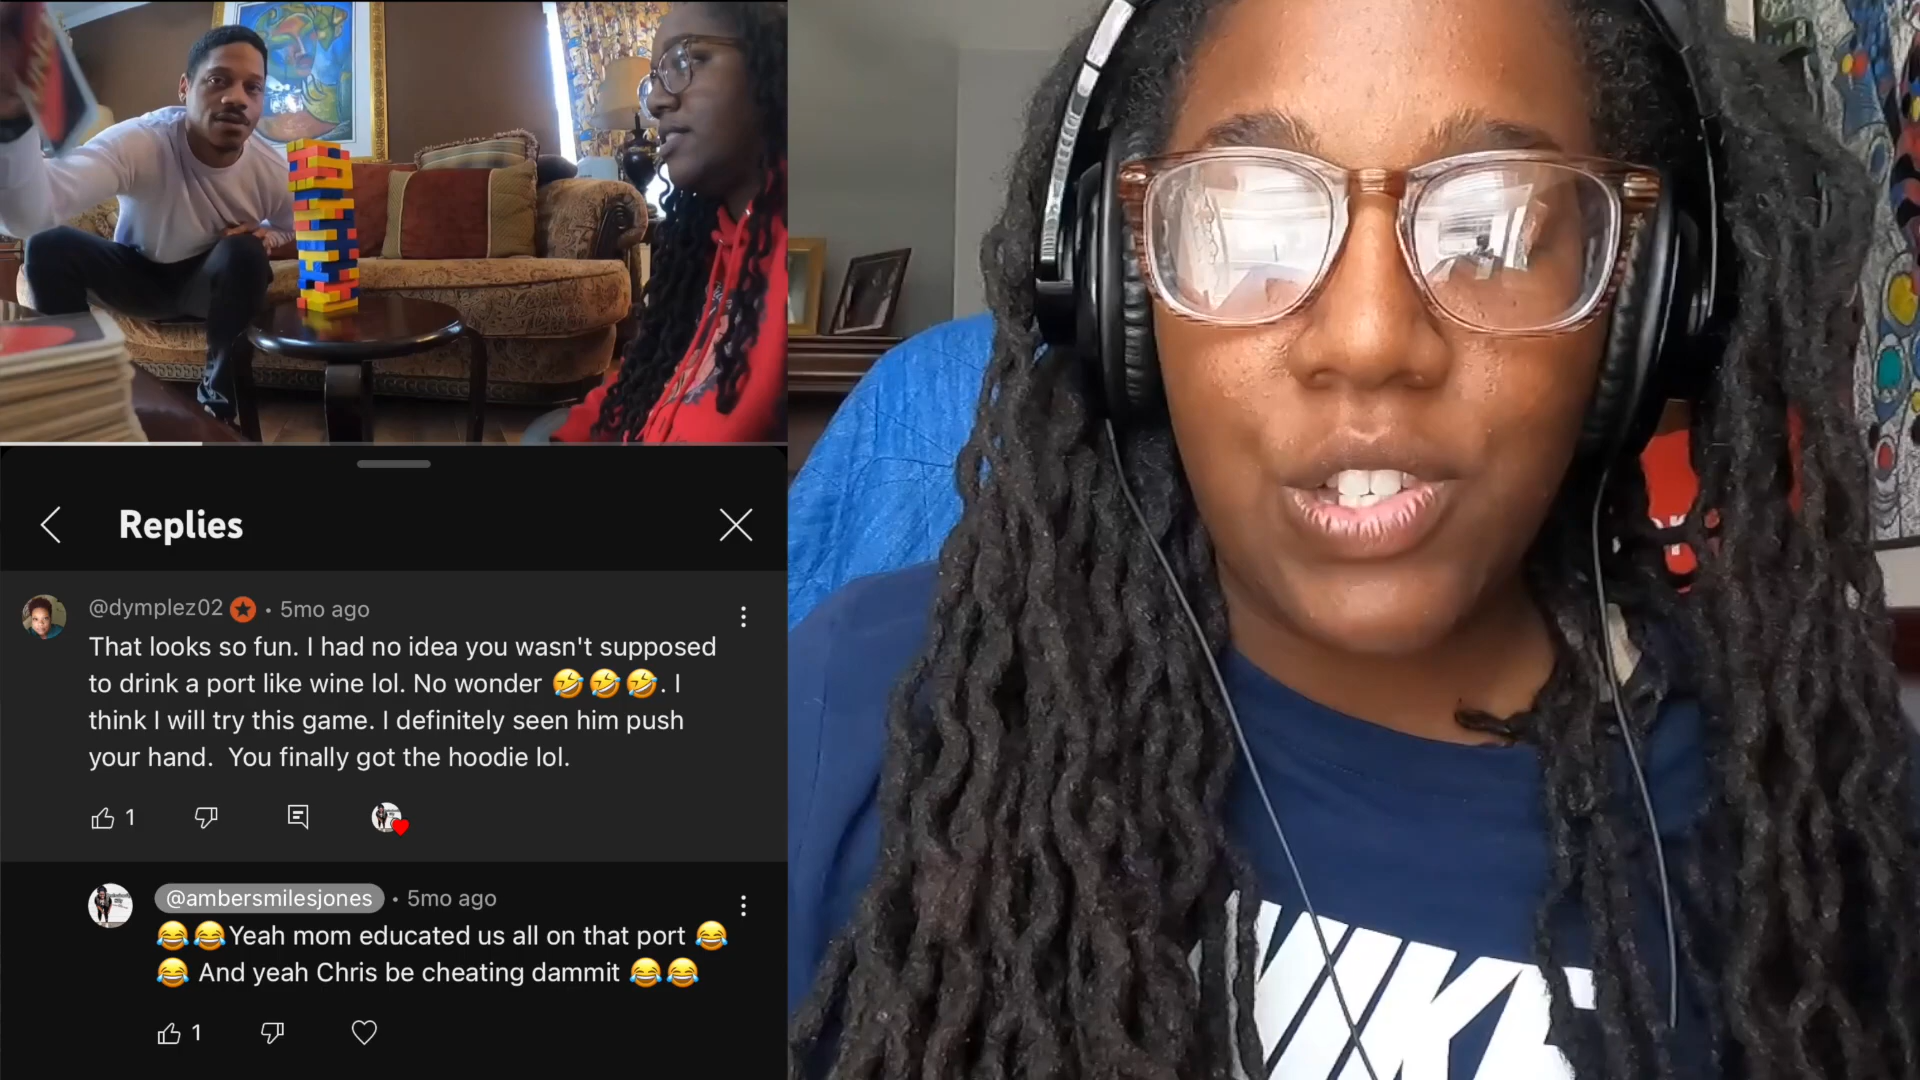 Replies
@dymplez02 • 5mo ago
That looks so fun. I had no idea you wasn't supposed
to drink a port like wine lol. No wonder 🤣🤣🤣. I
think I will try this game. I definitely seen him push
your hand.  You finally got the hoodie lol.
1
@ambersmilesjones • 5mo ago
😂😂Yeah mom educated us all on that port 😂
😂 And yeah Chris be cheating dammit 😂😂
1
NIKE